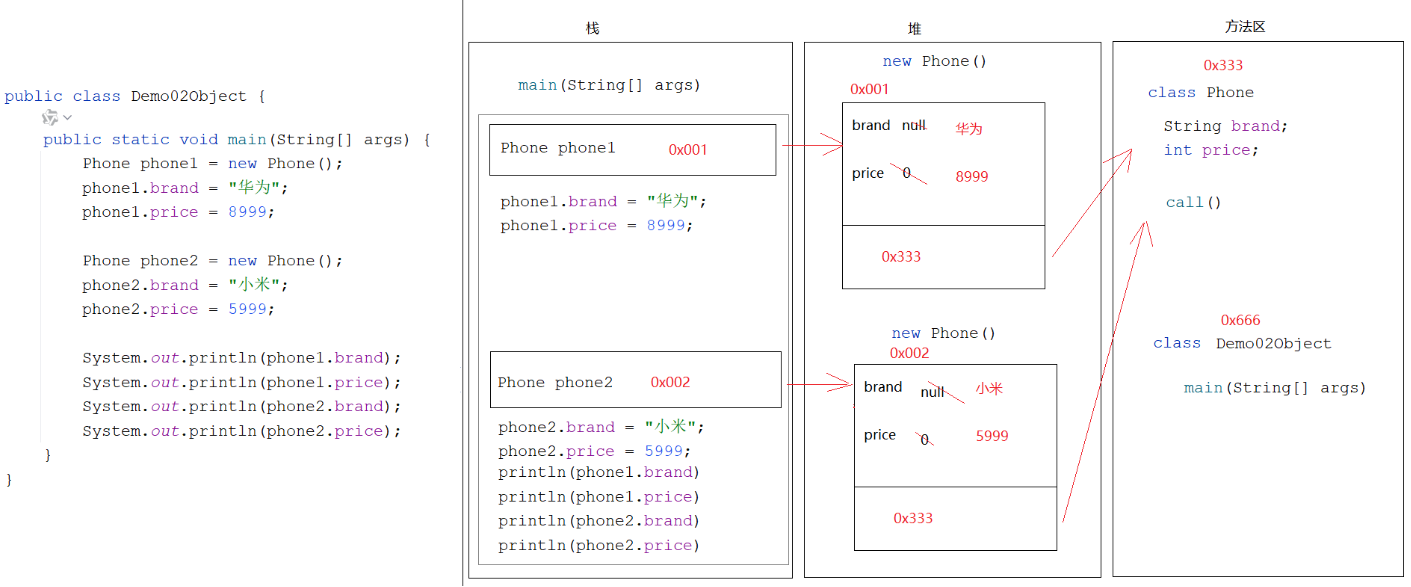 public class Demo02Object {
public static void main(String[] args) {
Phone phone1 = new Phone();
phone1.brand = "华为";
phone1.price = 8999;
Phone phone2 = new Phone();
phone2.brand = "小米";
phone2.price = 5999;
System.out.println(phone1.brand);
System.out.println(phone1.price);
System.out.println(phone2.brand);
System.out.println(phone2.price);
}
}
栈
main(String[] args)
Phone phone1 0x001
phone1.brand = "华为";
phone1.price = 8999;
Phone phone2 0x002
phone2.brand = "小米";
phone2.price = 5999;
println(phone1.brand)
println(phone1.price)
println(phone2.brand)
println(phone2.price)
堆
new Phone()
0x001
brand null 华为
price 0 8999
0x333
new Phone()
0x002
brand null 小米
price 0 5999
0x333
方法区
0x333
class Phone
String brand;
int price;
call()
0x666
class Demo02Object
main(String[] args)